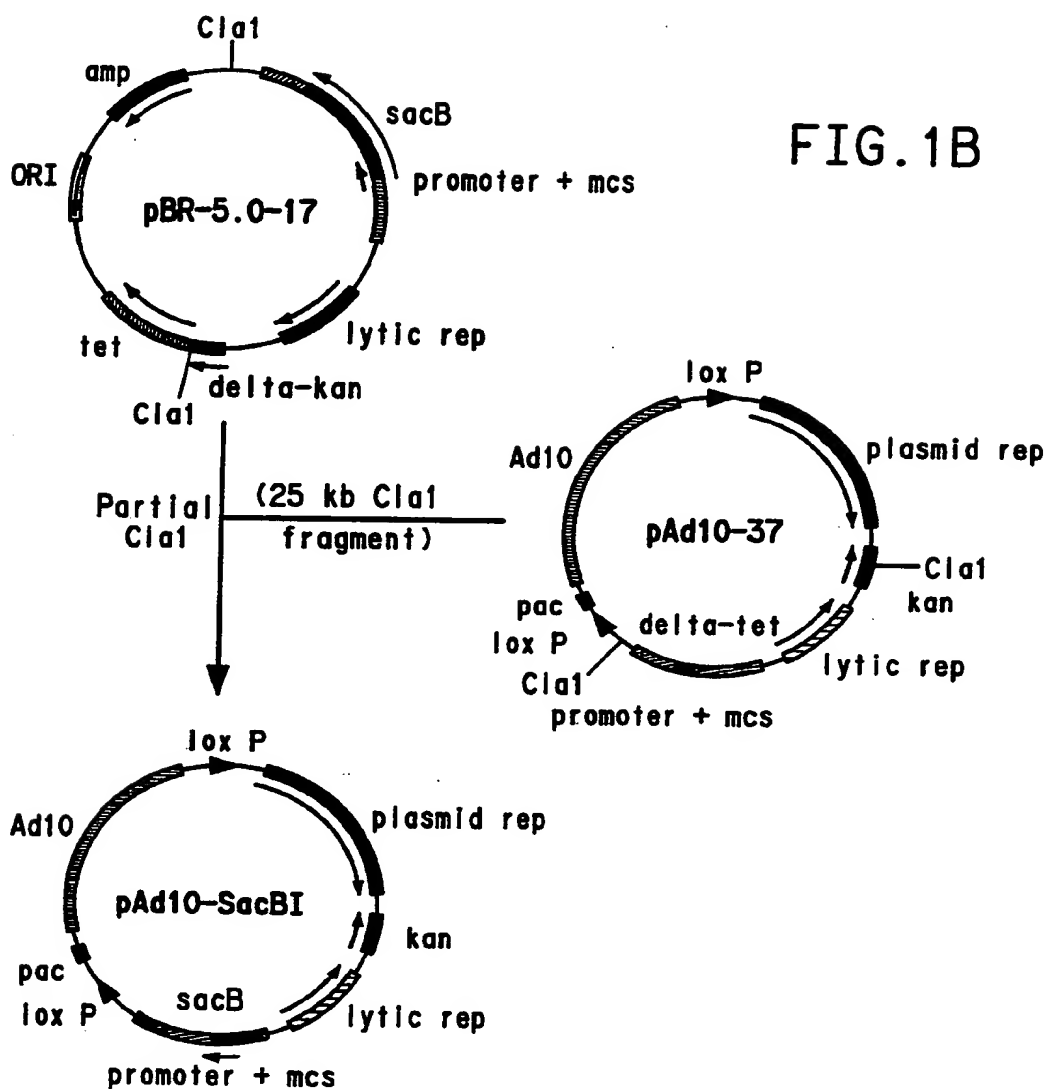 Cla1
amp
sacB
FIG.1B
ORI
promoter + mcs
pBR-5.0-17
tet
lytic rep
delta-kan
Cla1
lox P
Ad10
plasmid rep
Partial
Cla1
(25 kb Cla1
fragment)
pAd10-37
Cla1
kan
pac
lox P
delta-tet
lytic rep
Cla1
promoter + mcs
lox P
Ad10
plasmid rep
pAd10-SacBI
kan
pac
lox P
sacB
lytic rep
promoter + mcs